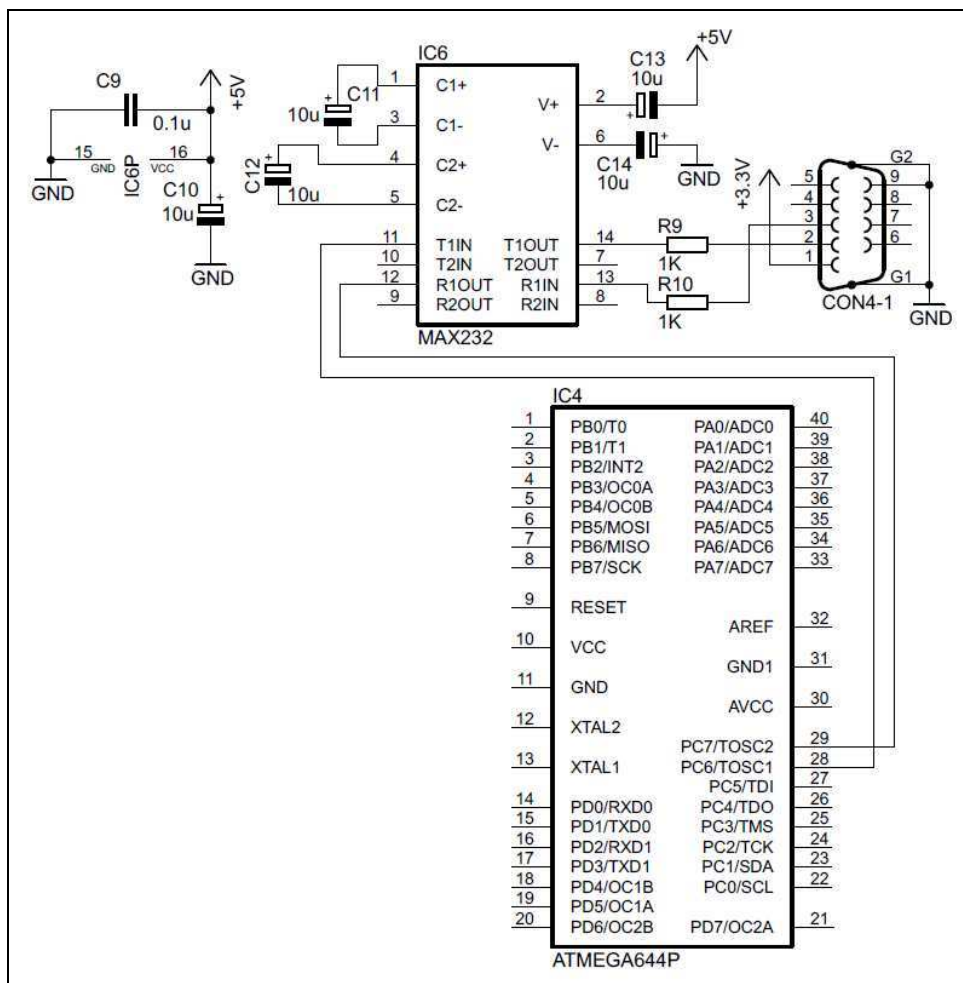 +5V
C9
0.1u
15
GND
IC6P
16
VCC
GND
C10
+
10u
GND
IC6
1
C1+
+
C11
10u
3
C1-
4
C2+
+
C12
10u
5
C2-
11
T1IN
10
T2IN
12
R1OUT
9
R2OUT
V+
2
C13
10u
+
+5V
V-
6
+
C14
10u
GND
T1OUT
14
R9
1K
T2OUT
7
R1IN
13
R10
1K
R2IN
8
MAX232
+3.3V
5
4
3
2
1
G2
9
8
7
6
G1
CON4-1
GND
IC4
1 PB0/T0 PA0/ADC0 40
2 PB1/T1 PA1/ADC1 39
3 PB2/INT2 PA2/ADC2 38
4 PB3/OC0A PA3/ADC3 37
5 PB4/OC0B PA4/ADC4 36
6 PB5/MOSI PA5/ADC5 35
7 PB6/MISO PA6/ADC6 34
8 PB7/SCK PA7/ADC7 33
9 RESET
AREF 32
10 VCC
GND1 31
11 GND
AVCC 30
12 XTAL2
PC7/TOSC2 29
13 XTAL1 PC6/TOSC1 28
PC5/TDI 27
14 PD0/RXD0 PC4/TDO 26
15 PD1/TXD0 PC3/TMS 25
16 PD2/RXD1 PC2/TCK 24
17 PD3/TXD1 PC1/SDA 23
18 PD4/OC1B PC0/SCL 22
19 PD5/OC1A
20 PD6/OC2B PD7/OC2A 21
ATMEGA644P